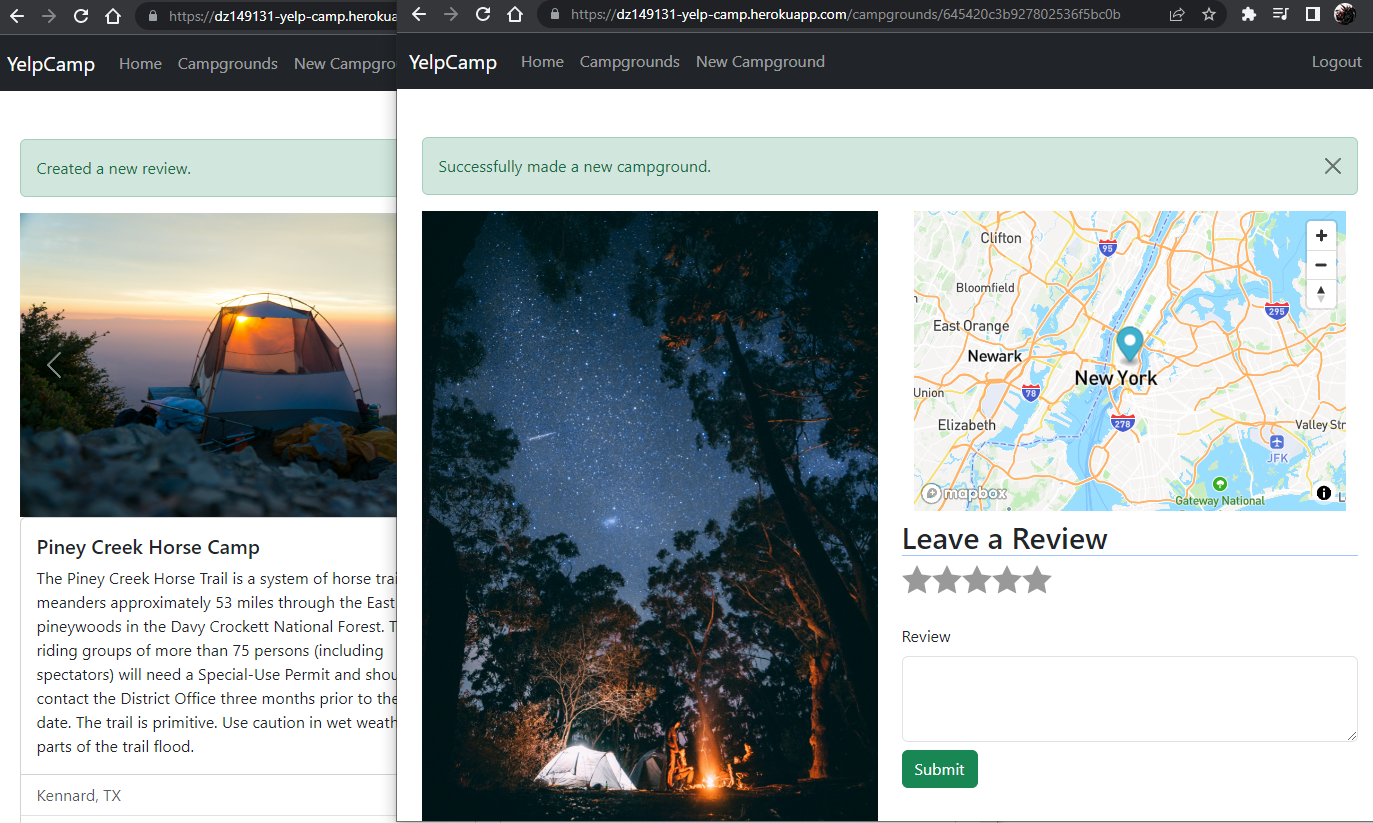 https://dz149131-yelp-camp.heroku
YelpCamp Home Campgrounds New Campgro
Created a new review.
Piney Creek Horse Camp
The Piney Creek Horse Trail is a system of horse trai
meanders approximately 53 miles through the East
pineywoods in the Davy Crockett National Forest. T
riding groups of more than 75 persons (including
spectators) will need a Special-Use Permit and shou
contact the District Office three months prior to the
date. The trail is primitive. Use caution in wet weath
parts of the trail flood.
Kennard, TX
https://dz149131-yelp-camp.herokuapp.com/campgrounds/645420c3b927802536f5bc0b
YelpCamp Home Campgrounds New Campground Logout
Successfully made a new campground.
Clifton
95
Bloomfield
295
East Orange
Newark
New York
Union
78
278
Elizabeth
Valley Str
JFK
mapbox
Gateway National
L
Leave a Review
Review
Submit